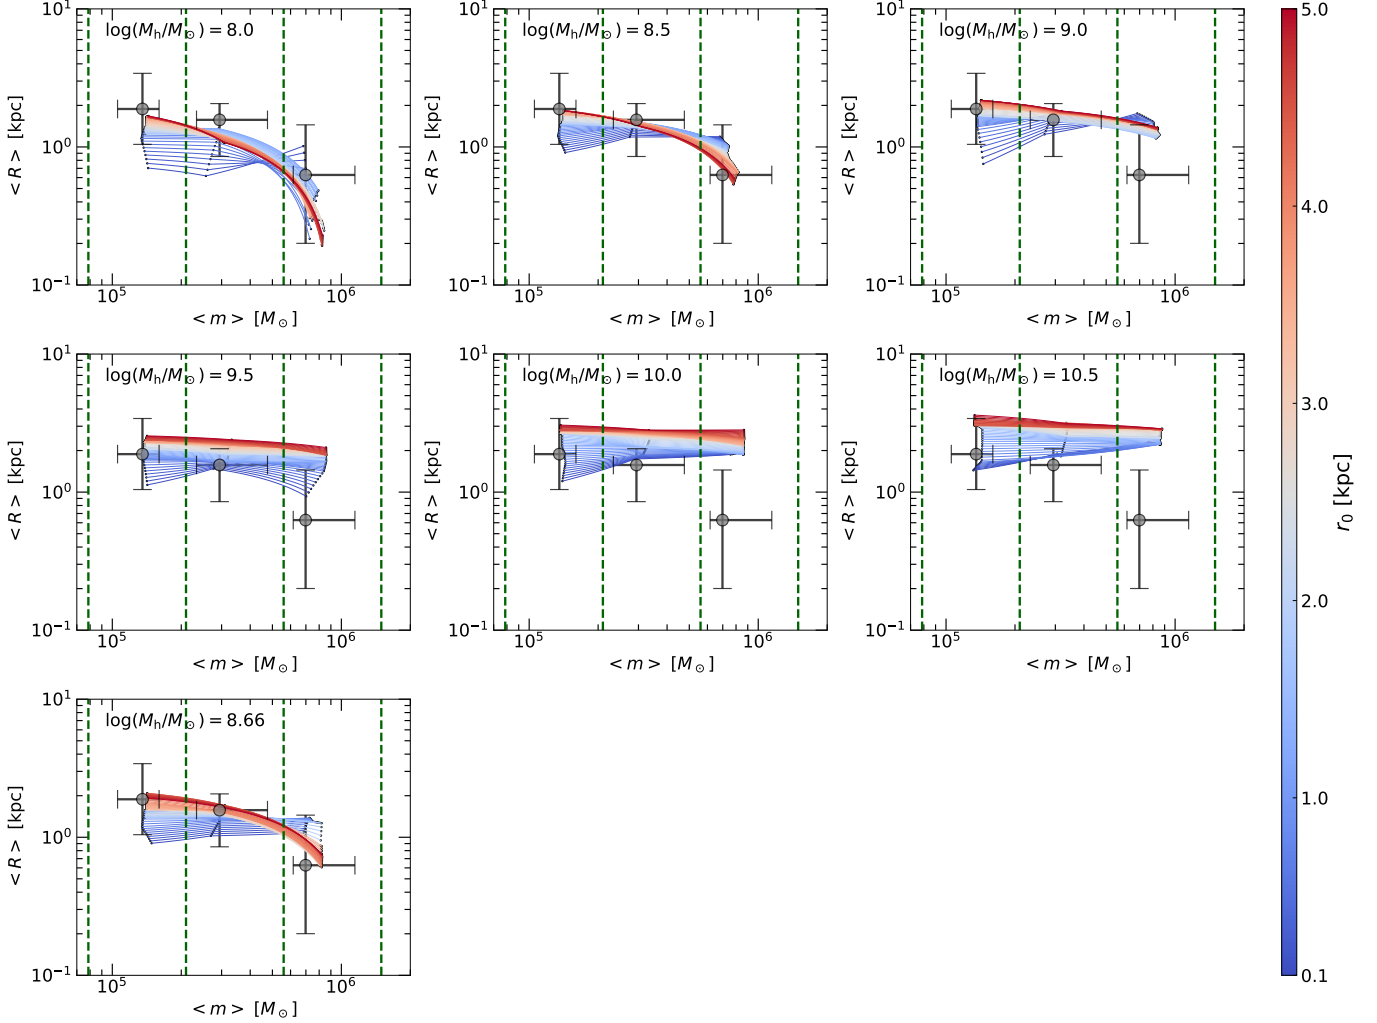 log(M_h/M_⊙) = 8.0
10^1
10^0
10^−1
<R> [kpc]
10^5
10^6
<m> [M_⊙]
log(M_h/M_⊙) = 8.5
10^1
10^0
10^−1
<R> [kpc]
10^5
10^6
<m> [M_⊙]
log(M_h/M_⊙) = 9.0
10^1
10^0
10^−1
<R> [kpc]
10^5
10^6
<m> [M_⊙]
log(M_h/M_⊙) = 9.5
10^1
10^0
10^−1
<R> [kpc]
10^5
10^6
<m> [M_⊙]
log(M_h/M_⊙) = 10.0
10^1
10^0
10^−1
<R> [kpc]
10^5
10^6
<m> [M_⊙]
log(M_h/M_⊙) = 10.5
10^1
10^0
10^−1
<R> [kpc]
10^5
10^6
<m> [M_⊙]
log(M_h/M_⊙) = 8.66
10^1
10^0
10^−1
<R> [kpc]
10^5
10^6
<m> [M_⊙]
5.0
4.0
3.0
2.0
1.0
0.1
r_0 [kpc]